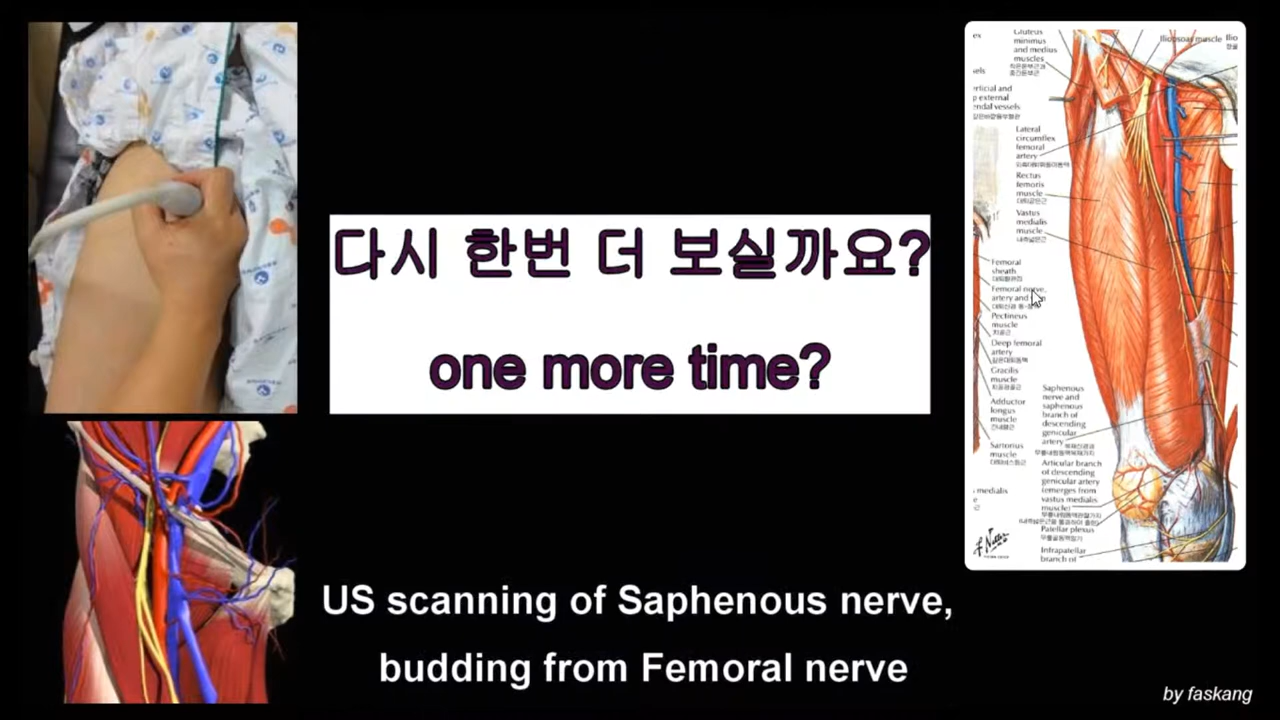 다시 한번 더 보실까요?
one more time?
US scanning of Saphenous nerve,
budding from Femoral nerve
by faskang
Gluteus
minimus
and medius
muscles
Iliopsoas muscle
Ilio
Lateral
circumflex
femoral
artery
Rectus
femoris
muscle
Vastus
medialis
muscle
Femoral
sheath
Femoral nerve,
artery and
Pectineus
muscle
Deep femoral
artery
Gracilis
muscle
Adductor
longus
muscle
Sartorius
muscle
Saphenous
nerve and
saphenous
branch of
descending
genicular
artery
Articular branch
of descending
genicular artery
(emerges from
vastus medialis
muscle)
Patellar plexus
Infrapatellar
branch of
medialis